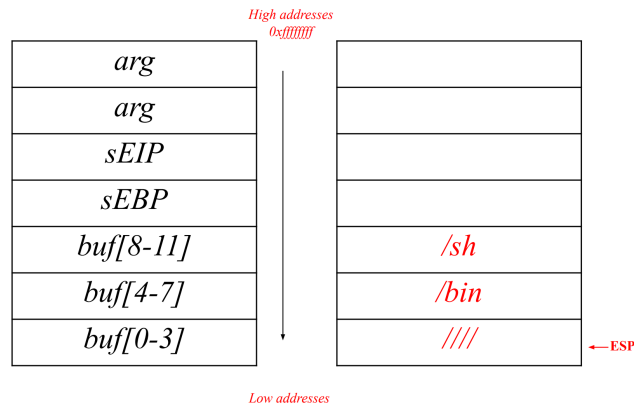 High addresses
0xffffffff
arg
arg
sEIP
sEBP
buf[8-11]
buf[4-7]
buf[0-3]
/sh
/bin
////
ESP
Low addresses